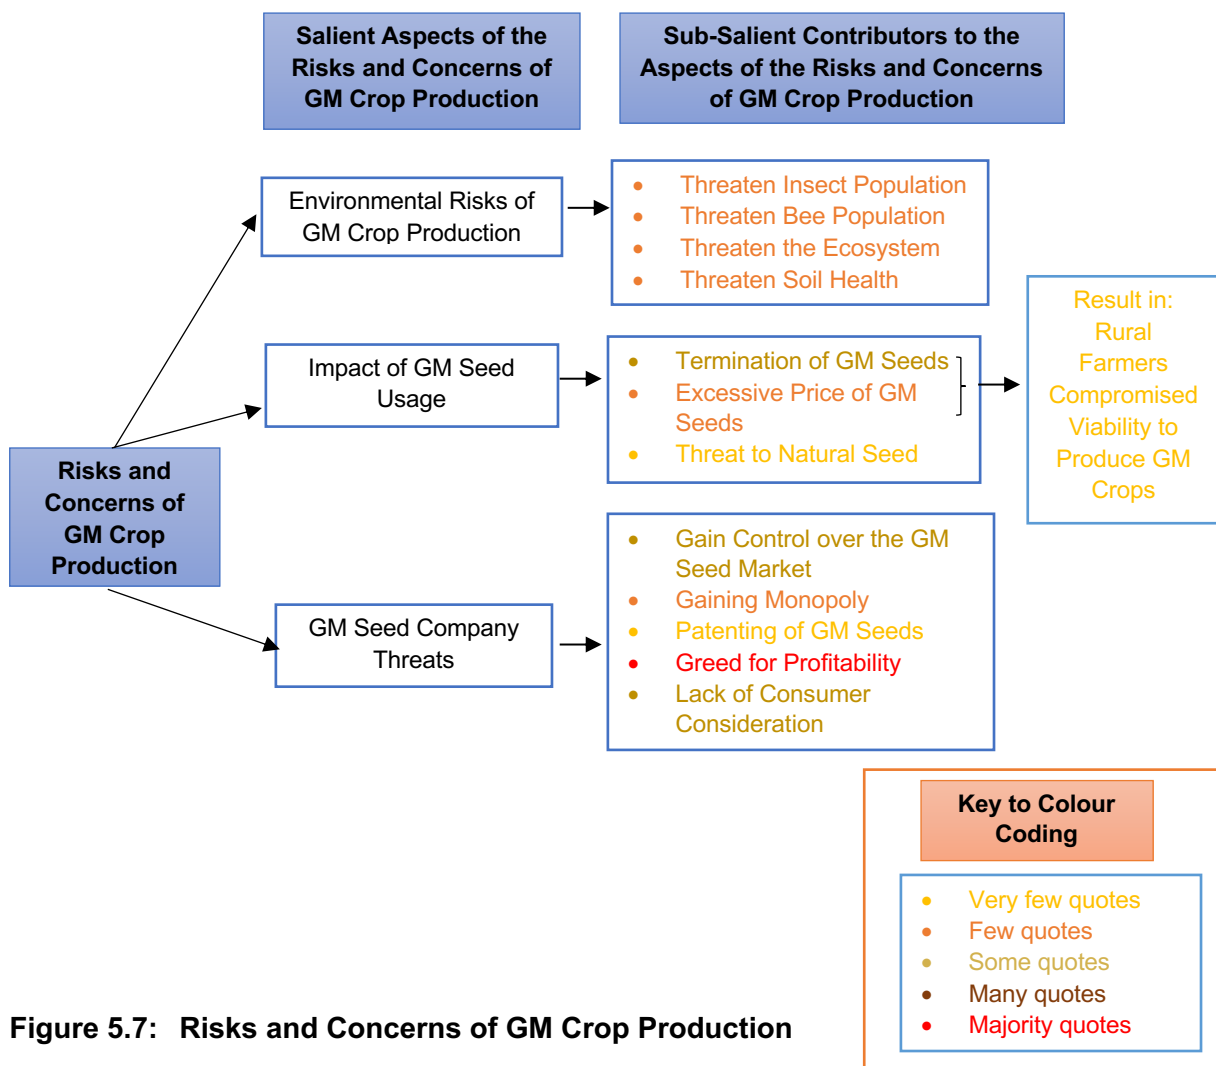 Salient Aspects of the
Risks and Concerns of
GM Crop Production
Sub-Salient Contributors to the
Aspects of the Risks and Concerns
of GM Crop Production
Environmental Risks of
GM Crop Production
• Threaten Insect Population
• Threaten Bee Population
• Threaten the Ecosystem
• Threaten Soil Health
Impact of GM Seed
Usage
• Termination of GM Seeds
• Excessive Price of GM
Seeds
• Threat to Natural Seed
Result in:
Rural
Farmers
Compromised
Viability to
Produce GM
Crops
Risks and
Concerns of
GM Crop
Production
GM Seed Company
Threats
• Gain Control over the GM
Seed Market
• Gaining Monopoly
• Patenting of GM Seeds
• Greed for Profitability
• Lack of Consumer
Consideration
Key to Colour
Coding
• Very few quotes
• Few quotes
• Some quotes
• Many quotes
• Majority quotes
Figure 5.7: Risks and Concerns of GM Crop Production